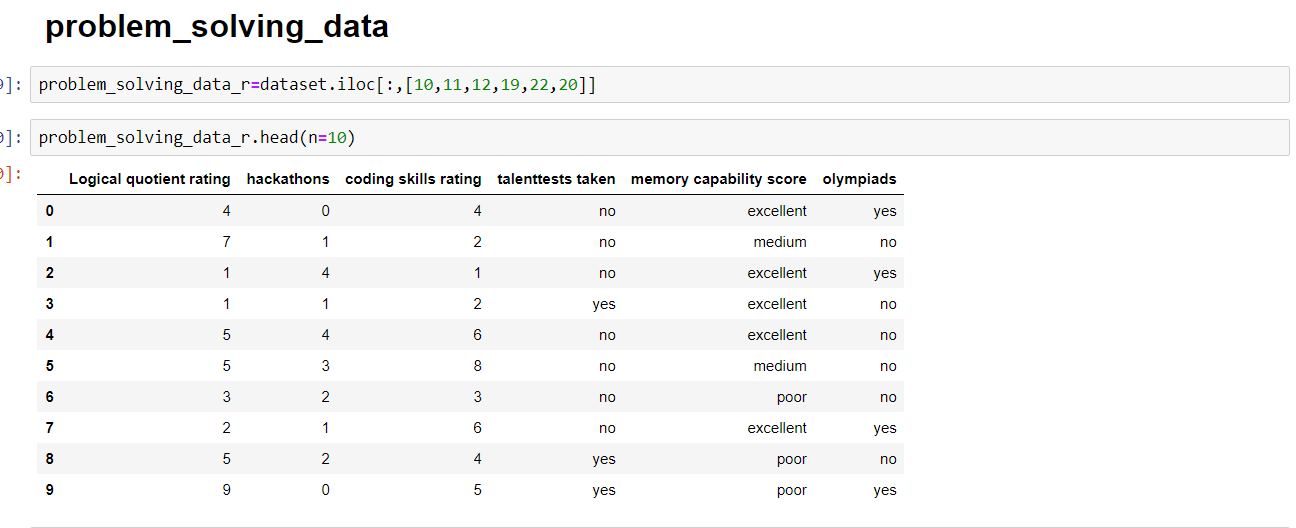 problem_solving_data
]: problem_solving_data_r=dataset.iloc[:,[10,11,12,19,22,20]]
]: problem_solving_data_r.head(n=10)
]:
Logical quotient rating hackathons coding skills rating talenttests taken memory capability score olympiads
0 4 0 4 no excellent yes
1 7 1 2 no medium no
2 1 4 1 no excellent yes
3 1 1 2 yes excellent no
4 5 4 6 no excellent no
5 5 3 8 no medium no
6 3 2 3 no poor no
7 2 1 6 no excellent yes
8 5 2 4 yes poor no
9 9 0 5 yes poor yes